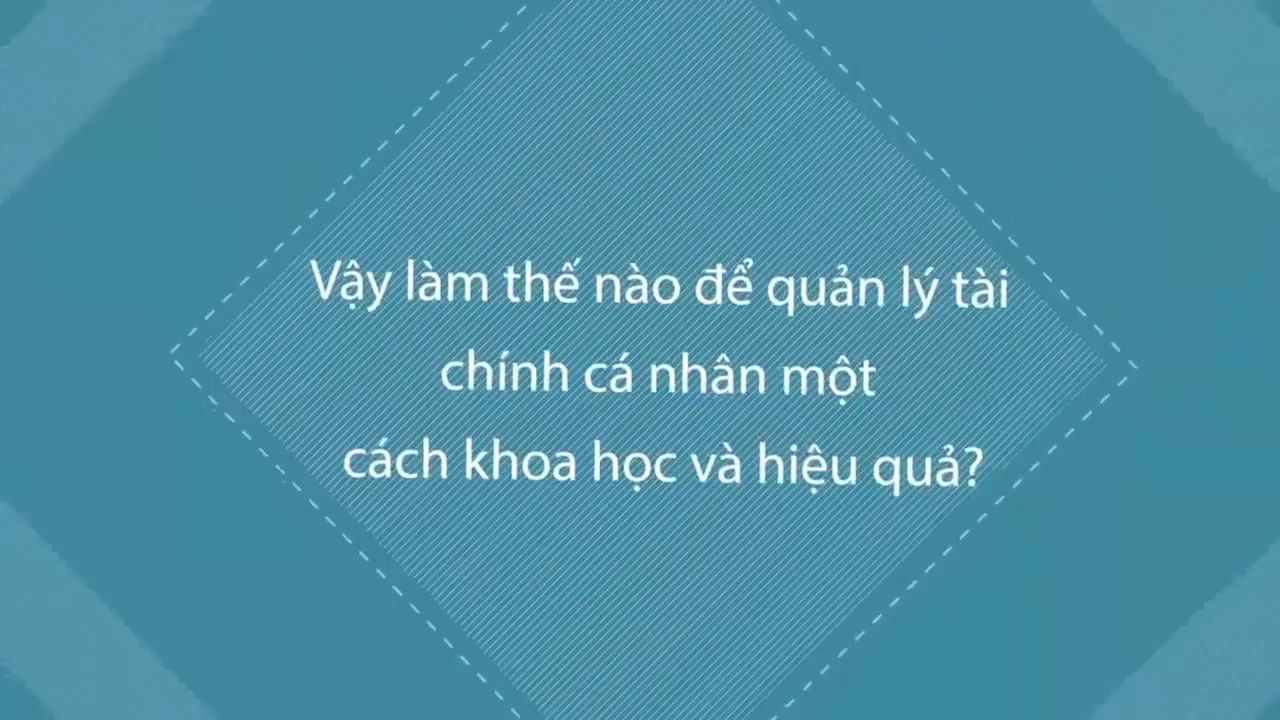 Vậy làm thế nào để quản lý tài
chính cá nhân một
cách khoa học và hiệu quả?